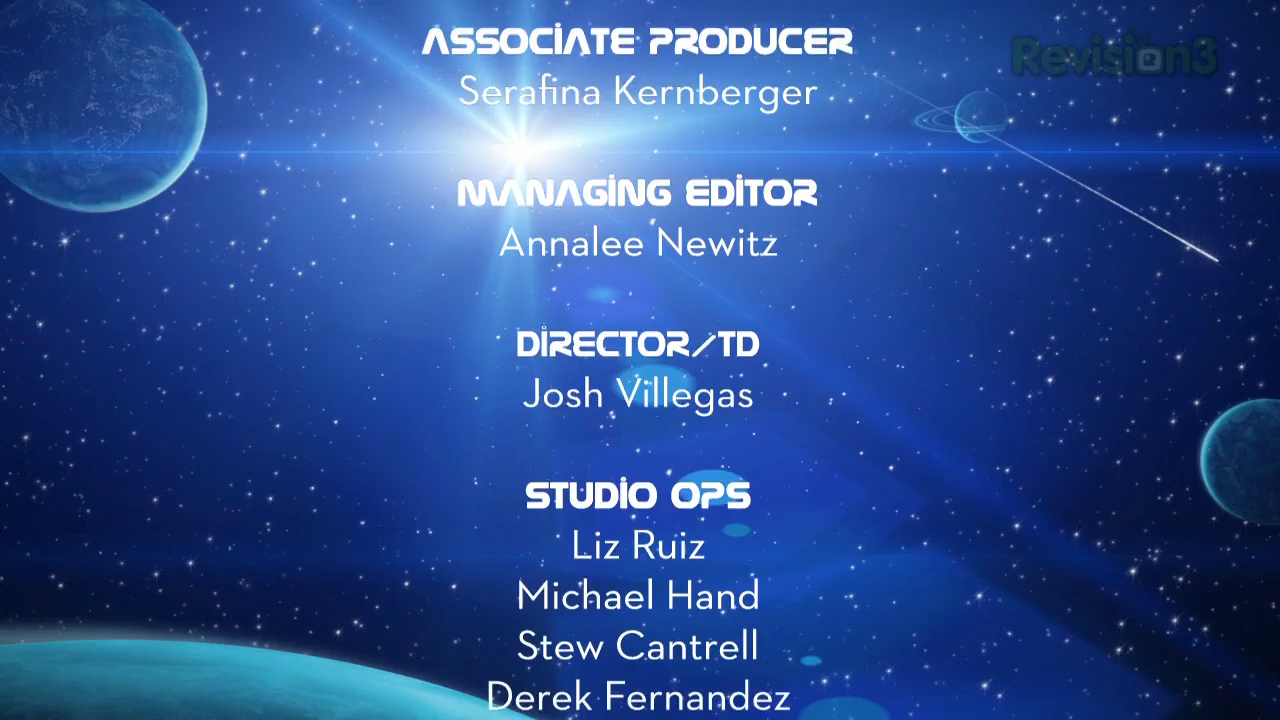 ASSOCIATE PRODUCER
Revision3
Serafina Kernberger
MANAGING EDITOR
Annalee Newitz
DIRECTOR/TD
Josh Villegas
STUDIO OPS
Liz Ruiz
Michael Hand
Stew Cantrell
Derek Fernandez